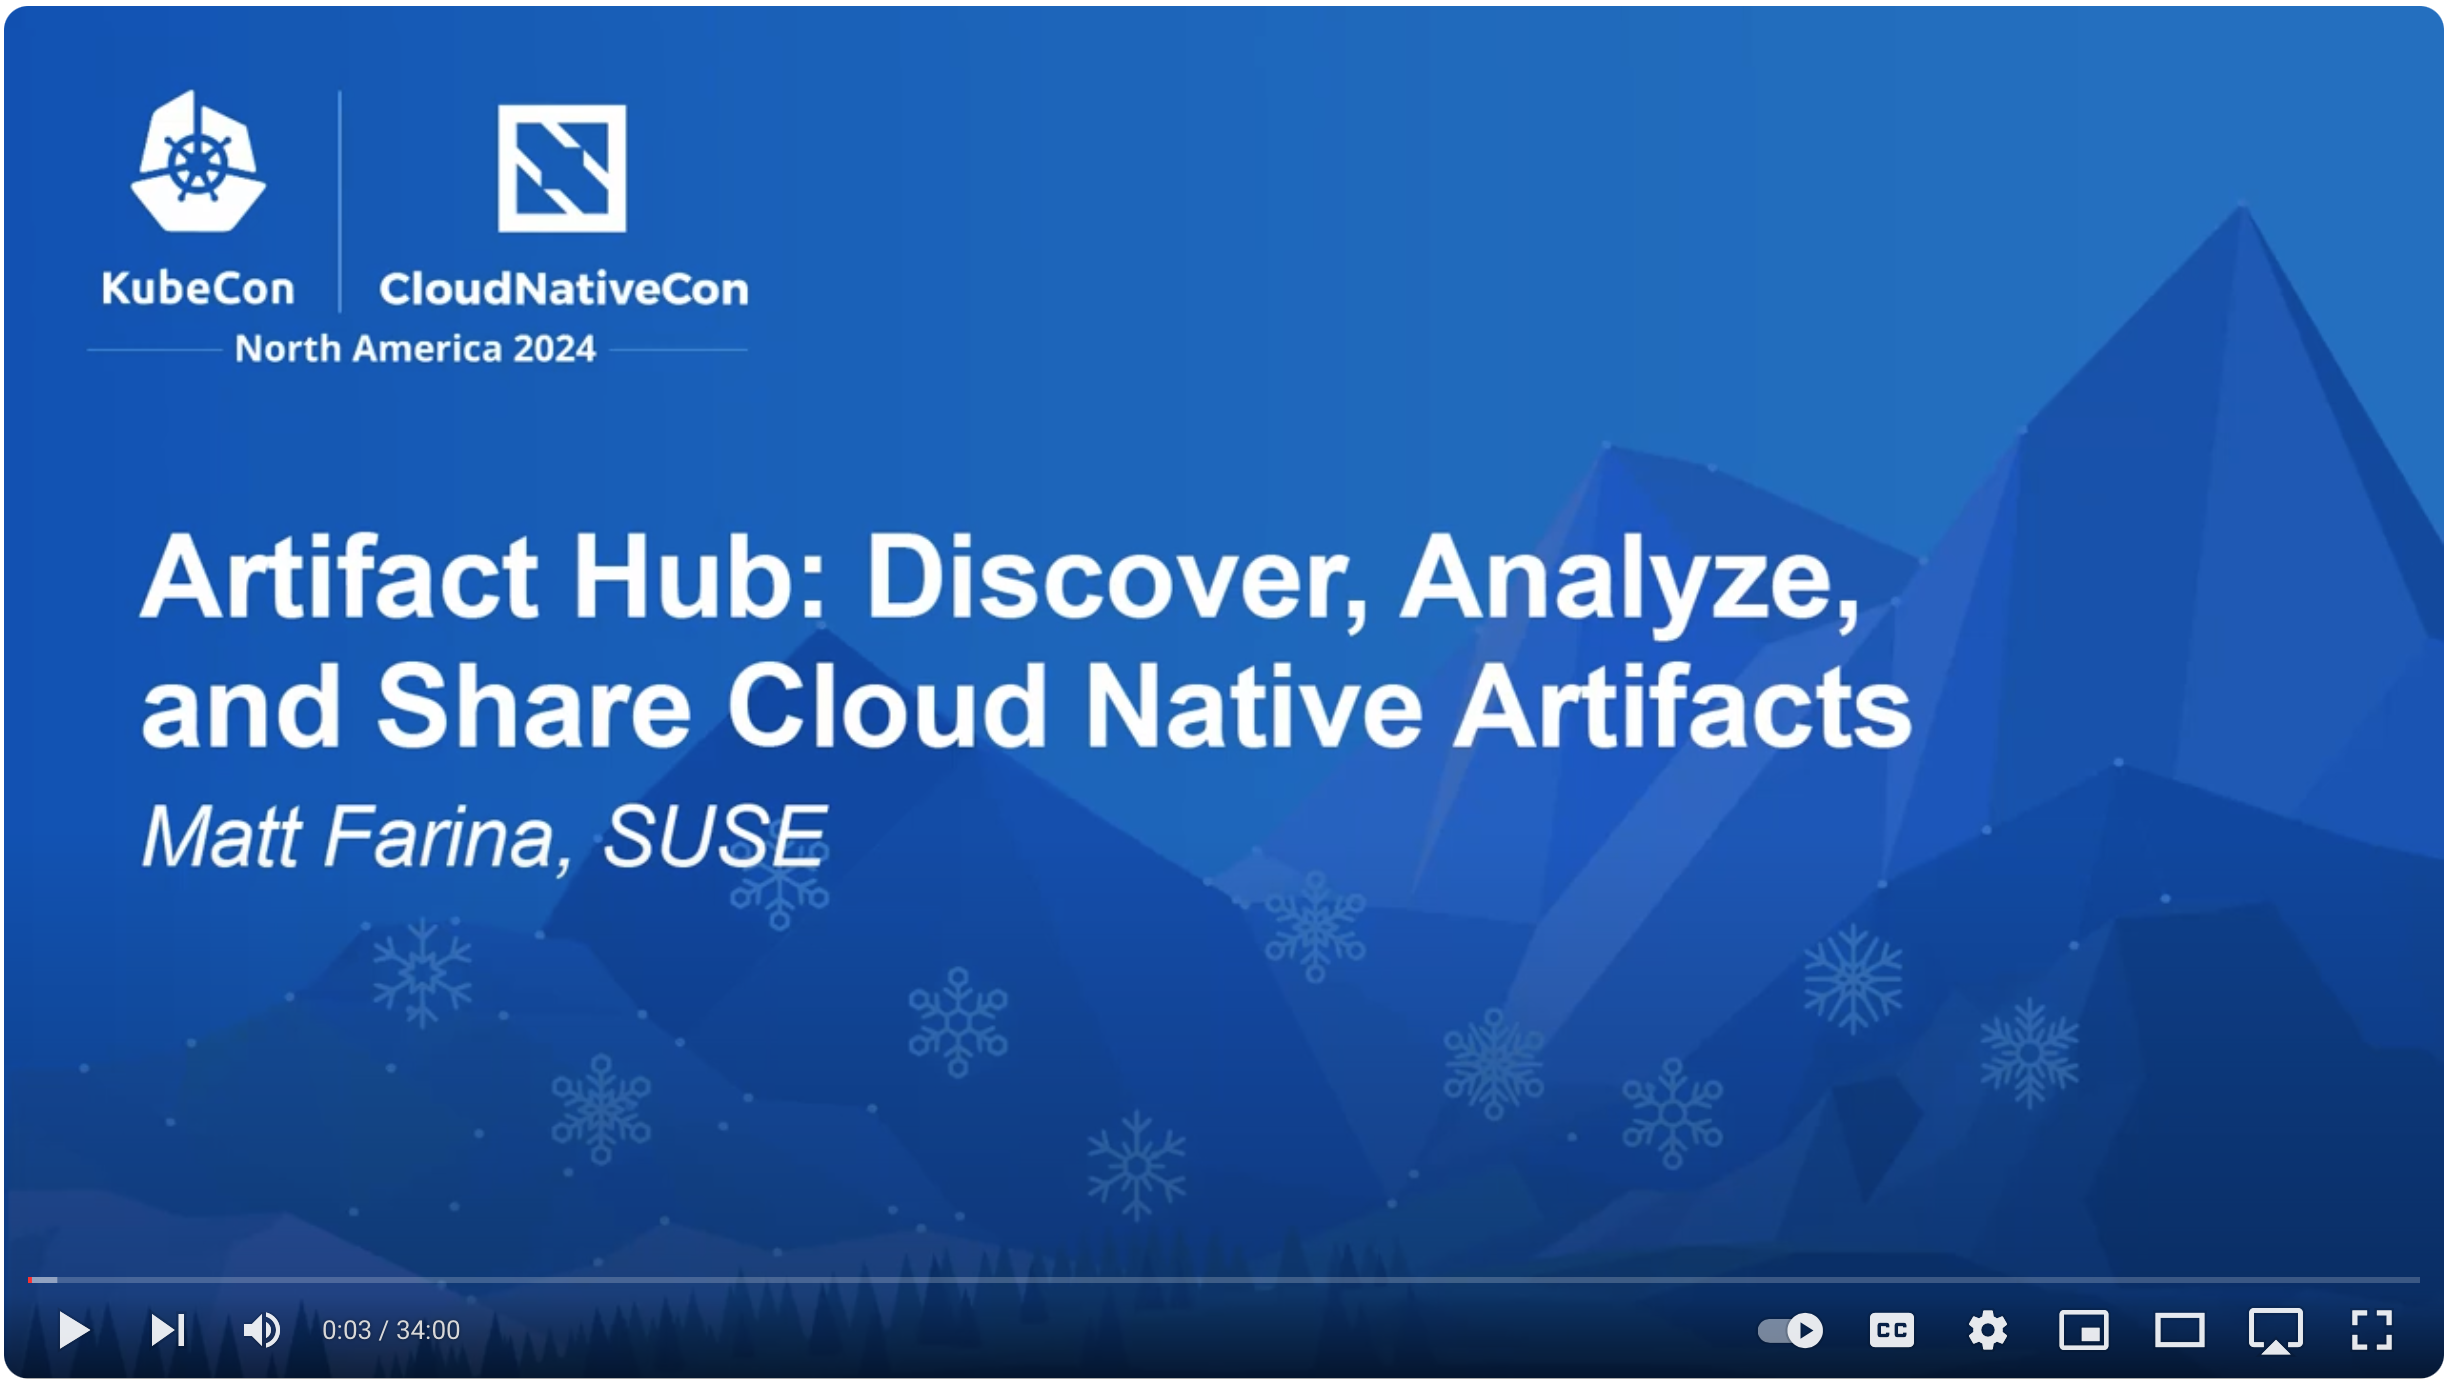 KubeCon
CloudNativeCon
North America 2024
Artifact Hub: Discover, Analyze,
and Share Cloud Native Artifacts
Matt Farina, SUSE
0:03 / 34:00
CC